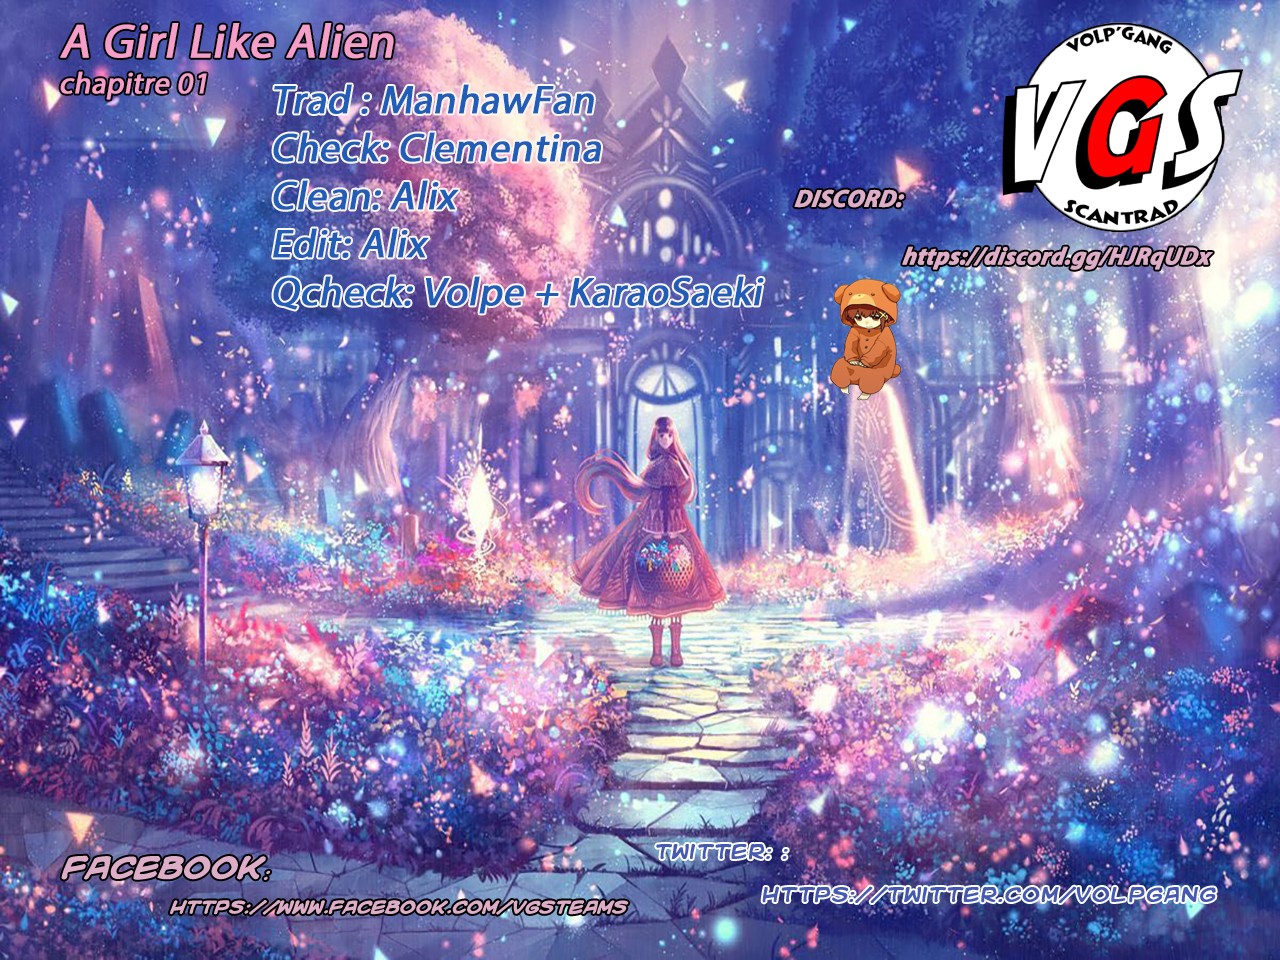 A Girl Like Alien
chapitre 01
Trad : ManhawFan
Check: Clementina
Clean: Alix
Edit: Alix
Qcheck: Volpe + KaraoSaeki
VOLP'GANG
VGS
SCANTRAD
DISCORD:
https://discord.gg/HJRqUDx
FACEBOOK:
HTTPS://WWW.FACEBOOK.COM/VGSTEAMS
TWITTER: :
HTTPS://TWITTER.COM/VOLPGANG